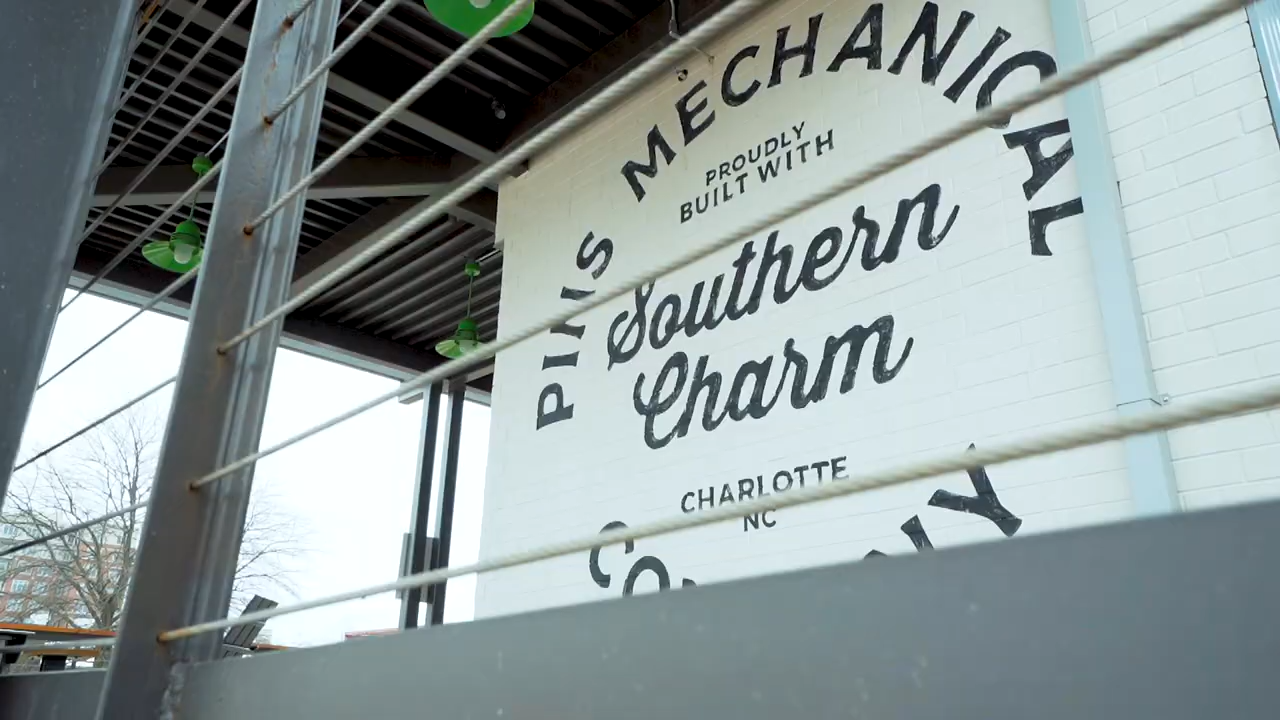 PINS MECHANICAL
PROUDLY
BUILT WITH
Southern
Charm
CHARLOTTE
NC